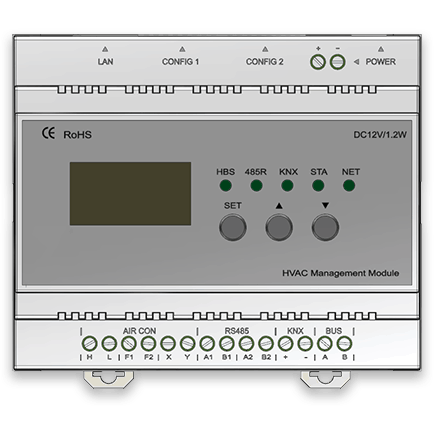 + -
LAN CONFIG 1 CONFIG 2 POWER
CE RoHS DC12V/1.2W
HBS 485R KNX STA NET
SET
HVAC Management Module
AIR CON RS485 KNX BUS
H L F1 F2 X Y A1 B1 A2 B2 + - A B